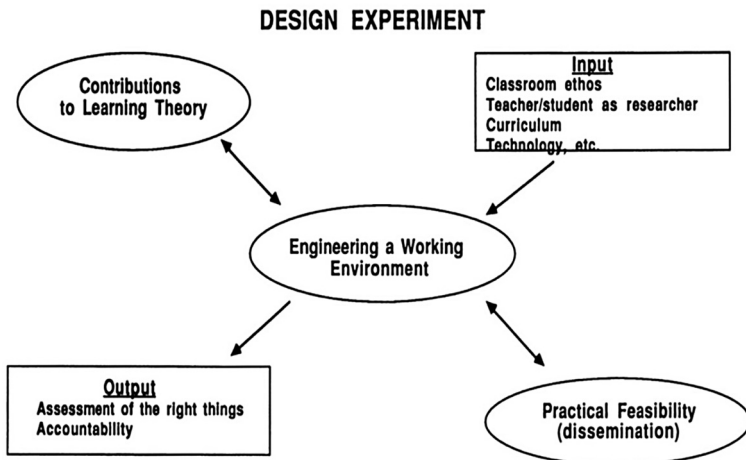 DESIGN EXPERIMENT
Contributions
to Learning Theory
Input
Classroom ethos
Teacher/student as researcher
Curriculum
Technology, etc.
Engineering a Working
Environment
Output
Assessment of the right things
Accountability
Practical Feasibility
(dissemination)